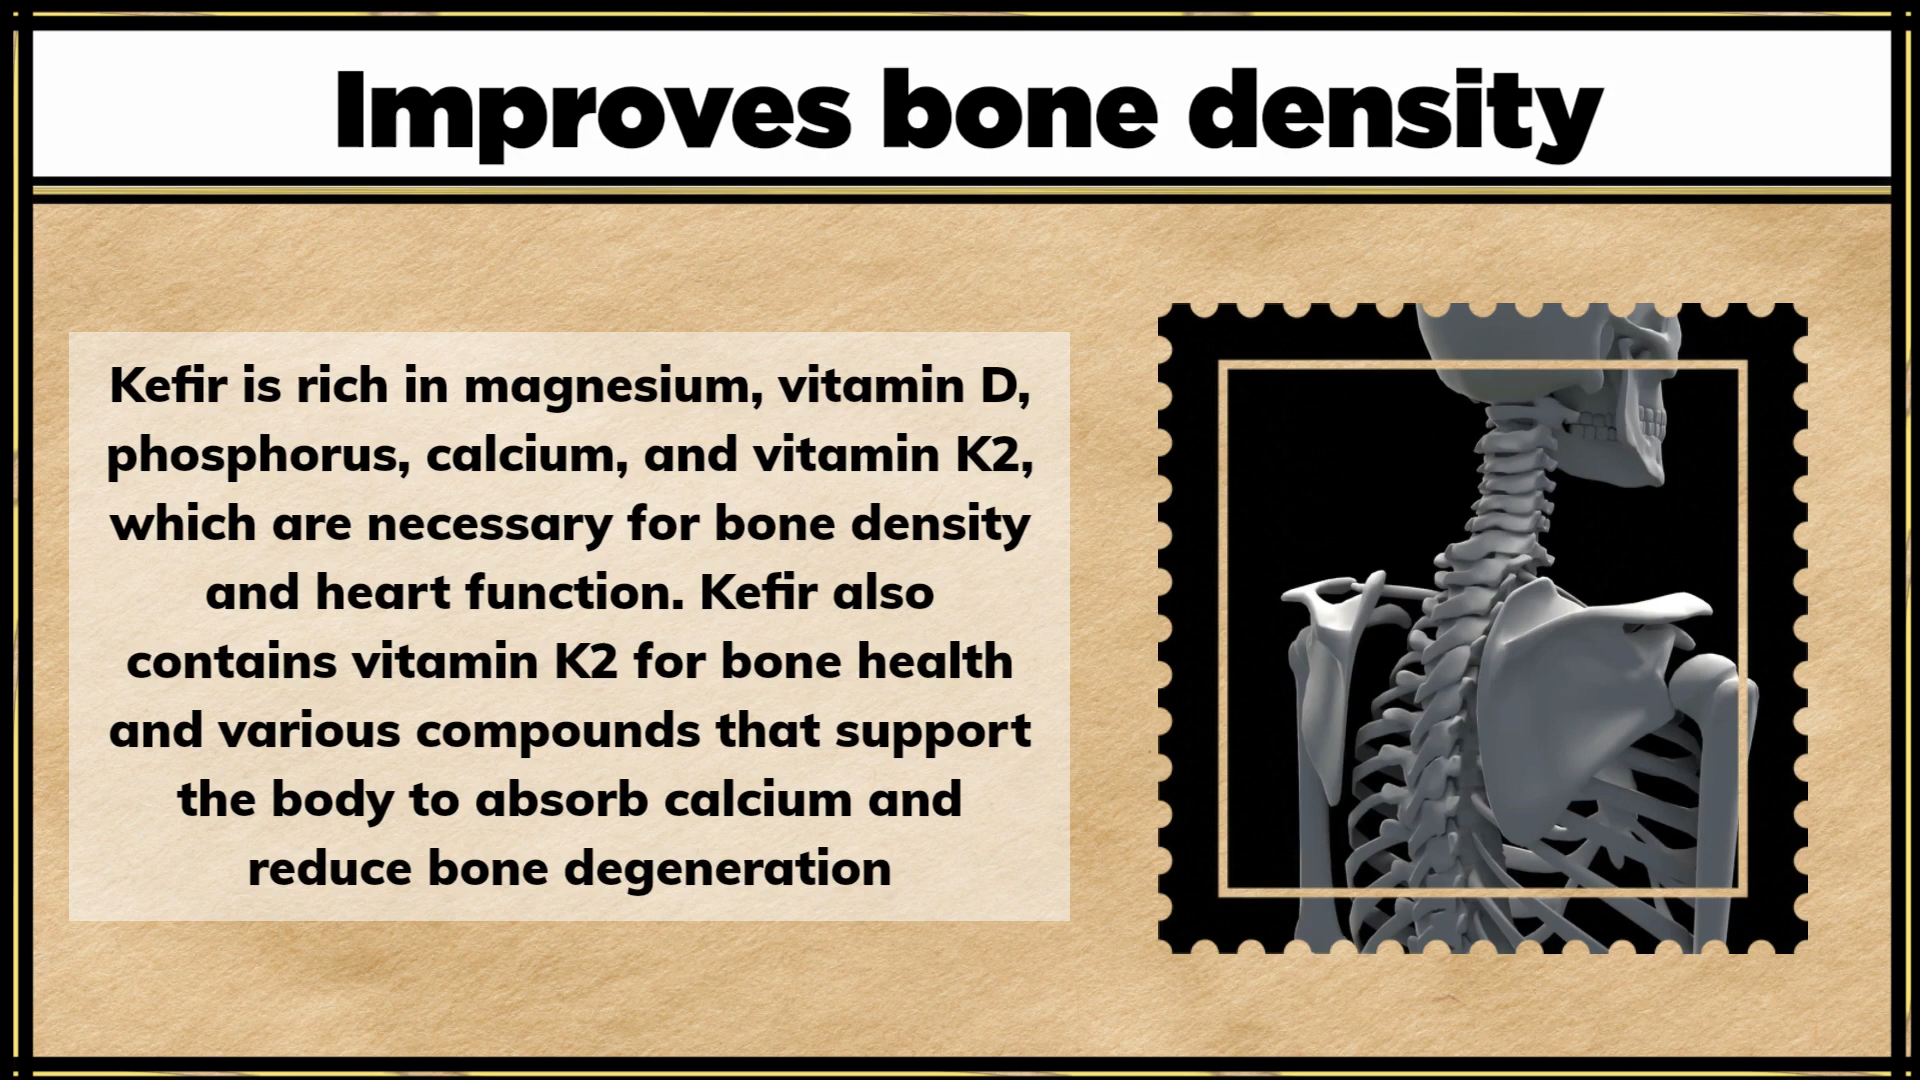 Improves bone density
Kefir is rich in magnesium, vitamin D,
phosphorus, calcium, and vitamin K2,
which are necessary for bone density
and heart function. Kefir also
contains vitamin K2 for bone health
and various compounds that support
the body to absorb calcium and
reduce bone degeneration